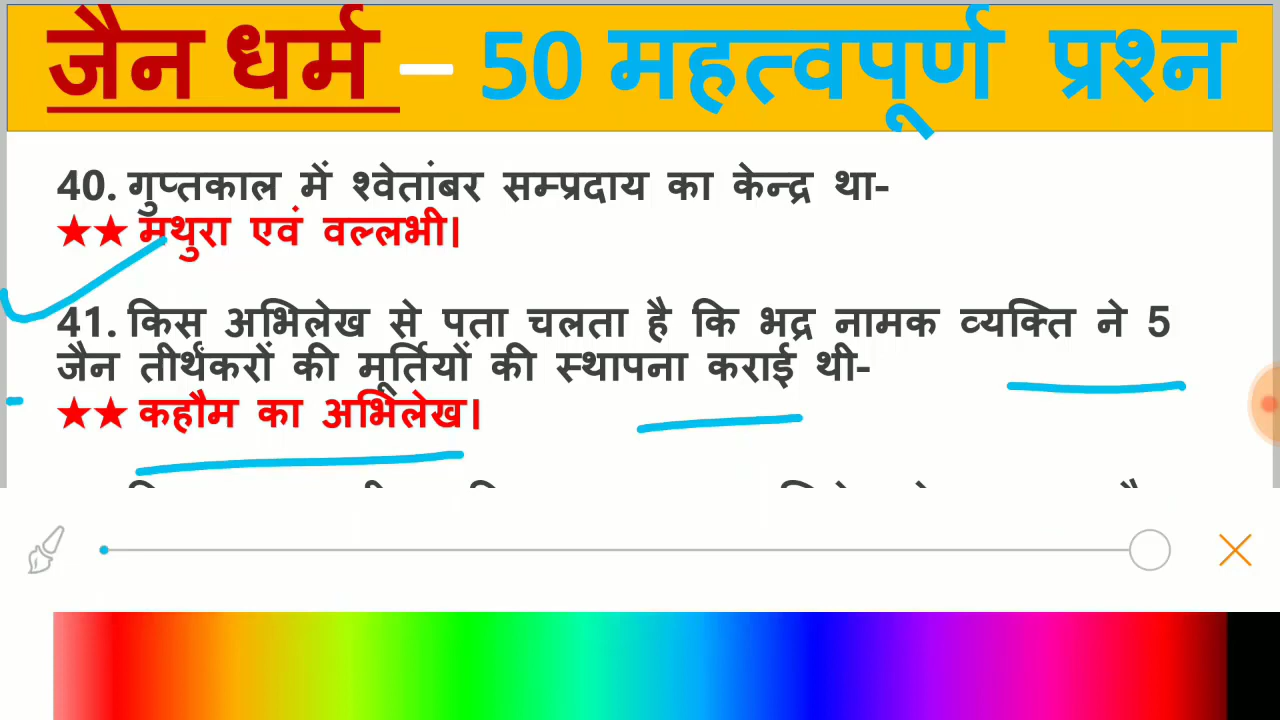 जैन धर्म – 50 महत्वपूर्ण प्रश्न
40. गुप्तकाल में श्वेतांबर सम्प्रदाय का केन्द्र था-
★★ मथुरा एवं वल्लभी।
41. किस अभिलेख से पता चलता है कि भद्र नामक व्यक्ति ने 5
जैन तीर्थंकरों की मूर्तियों की स्थापना कराई थी-
★★ कहौम का अभिलेख।